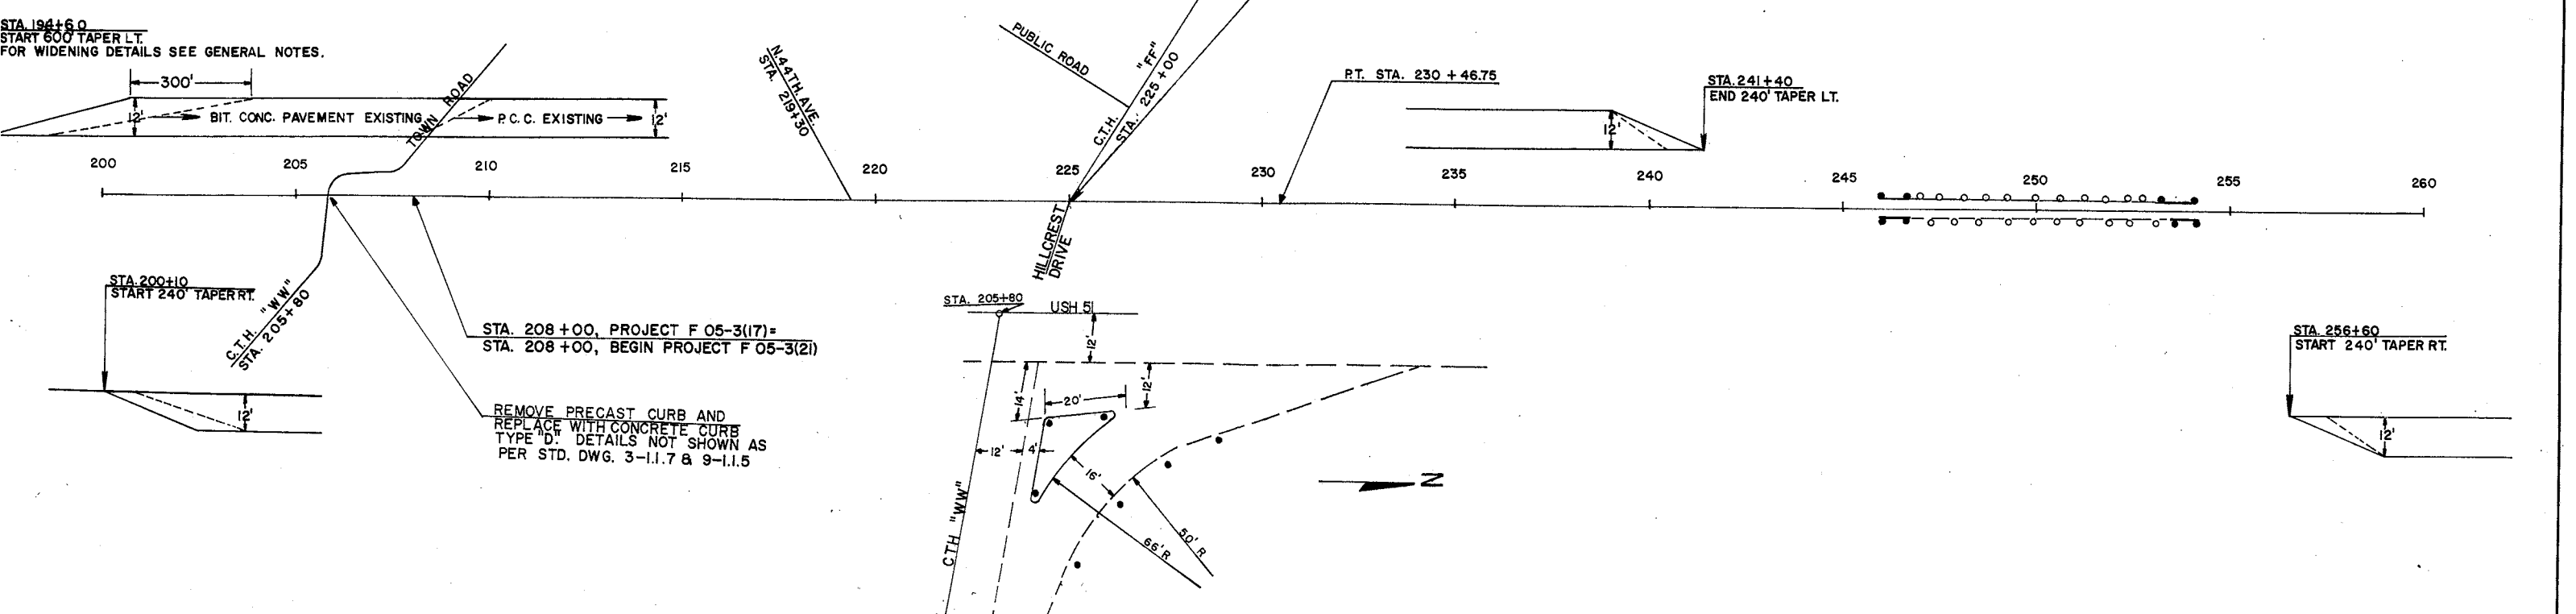 STA. 194+60
START 600' TAPER LT.
FOR WIDENING DETAILS SEE GENERAL NOTES.
300'
12'
BIT. CONC. PAVEMENT EXISTING
P.C.C. EXISTING
12'
TOWN ROAD
N. 44TH. AVE.
STA. 219+30
PUBLIC ROAD
C.T.H. "FF"
STA. 225+00
P.T. STA. 230+46.75
STA. 241+40
END 240' TAPER LT.
12'
200
205
210
215
220
225
230
235
240
245
250
255
260
HILLCREST
DRIVE
STA. 200+10
START 240' TAPER RT.
C.T.H. "WW"
STA. 205+80
12'
STA. 208+00, PROJECT F 05-3(17)=
STA. 208+00, BEGIN PROJECT F 05-3(21)
REMOVE PRECAST CURB AND
REPLACE WITH CONCRETE CURB
TYPE "D". DETAILS NOT SHOWN AS
PER STD. DWG. 3-1.1.7 & 9-1.1.5
STA. 205+80
USH 51
12'
14'
20'
12'
12'
4'
16'
CTH "WW"
66' R
50' R
N
STA. 256+60
START 240' TAPER RT.
12'